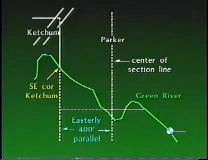 Ketchum
Parker
center of
section line
SE cor
Ketchum
Green River
Easterly
400'
parallel